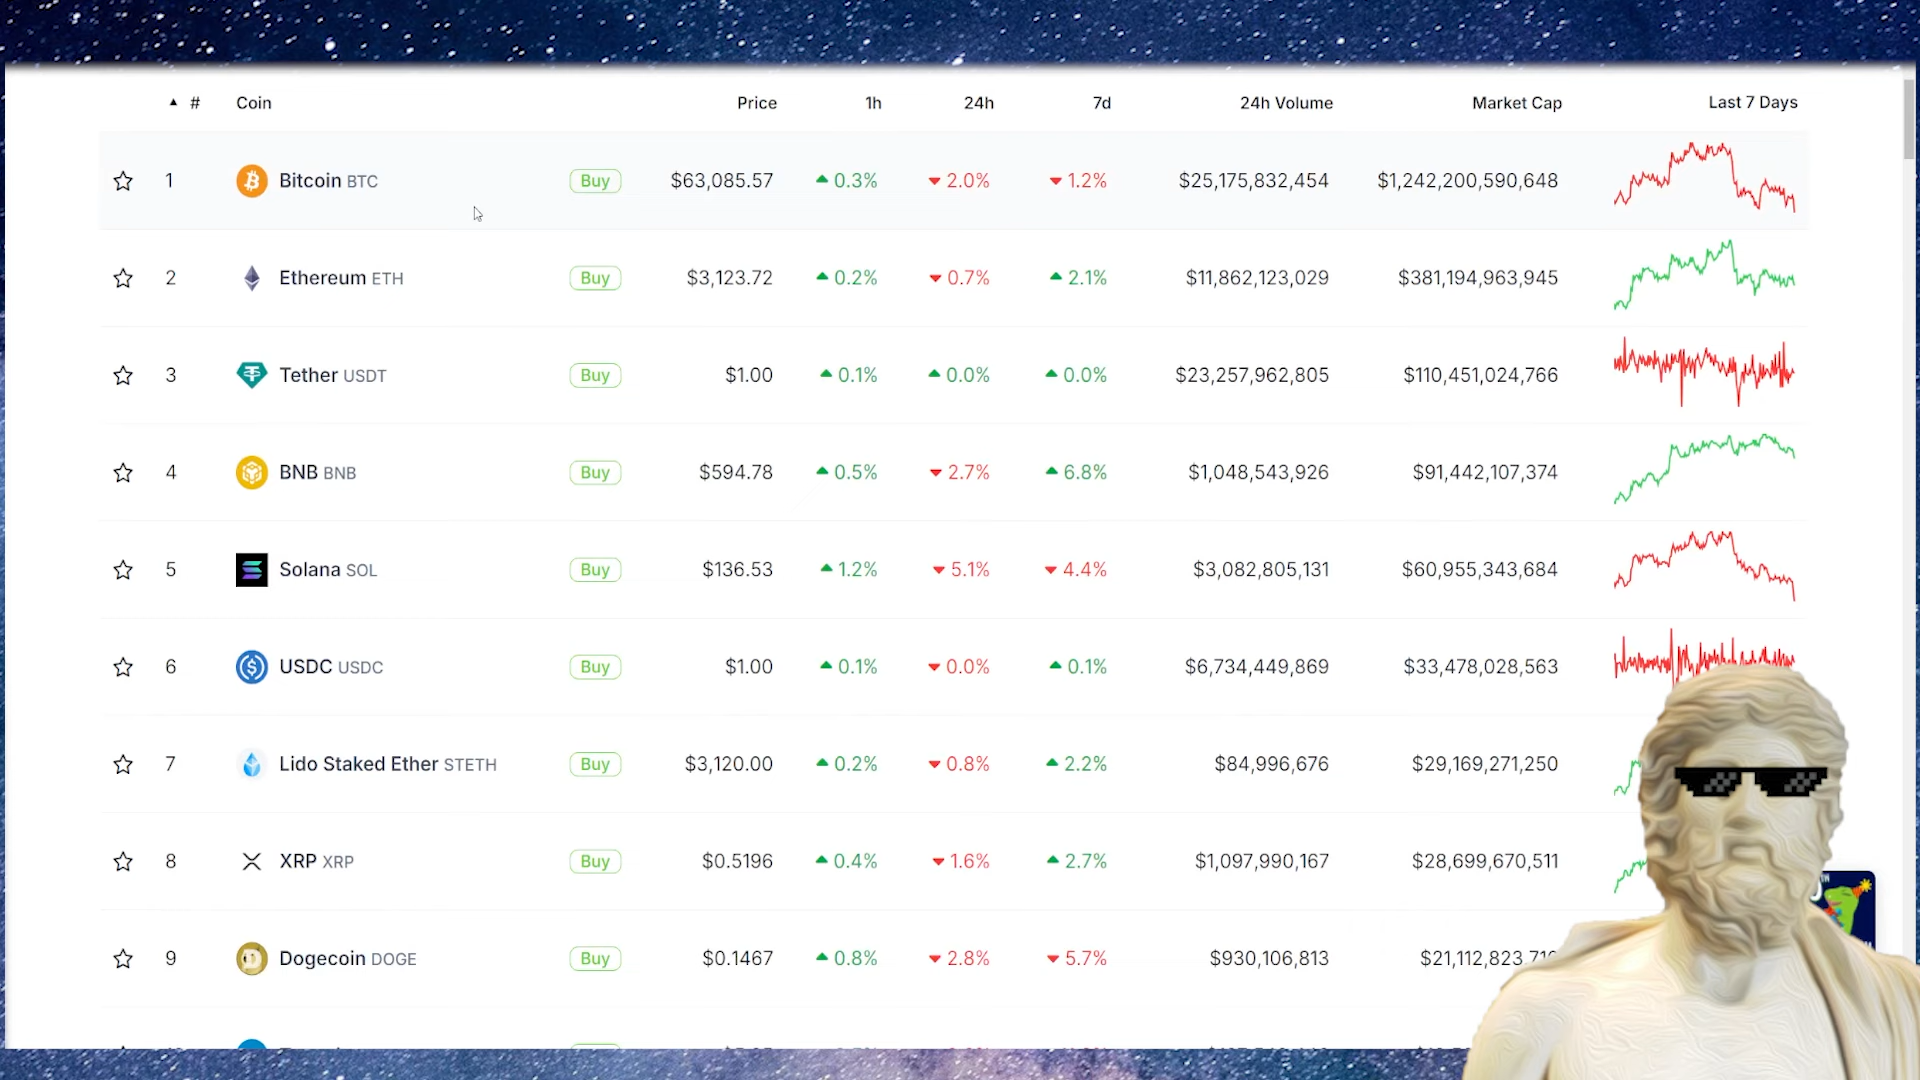 ▲ # Coin Price 1h 24h 7d 24h Volume Market Cap Last 7 Days
1 Bitcoin BTC Buy $63,085.57 ▲ 0.3% ▼ 2.0% ▼ 1.2% $25,175,832,454 $1,242,200,590,648
2 Ethereum ETH Buy $3,123.72 ▲ 0.2% ▼ 0.7% ▲ 2.1% $11,862,123,029 $381,194,963,945
3 Tether USDT Buy $1.00 ▲ 0.1% ▲ 0.0% ▲ 0.0% $23,257,962,805 $110,451,024,766
4 BNB BNB Buy $594.78 ▲ 0.5% ▼ 2.7% ▲ 6.8% $1,048,543,926 $91,442,107,374
5 Solana SOL Buy $136.53 ▲ 1.2% ▼ 5.1% ▼ 4.4% $3,082,805,131 $60,955,343,684
6 USDC USDC Buy $1.00 ▲ 0.1% ▼ 0.0% ▲ 0.1% $6,734,449,869 $33,478,028,563
7 Lido Staked Ether STETH Buy $3,120.00 ▲ 0.2% ▼ 0.8% ▲ 2.2% $84,996,676 $29,169,271,250
8 XRP XRP Buy $0.5196 ▲ 0.4% ▼ 1.6% ▲ 2.7% $1,097,990,167 $28,699,670,511
9 Dogecoin DOGE Buy $0.1467 ▲ 0.8% ▼ 2.8% ▼ 5.7% $930,106,813